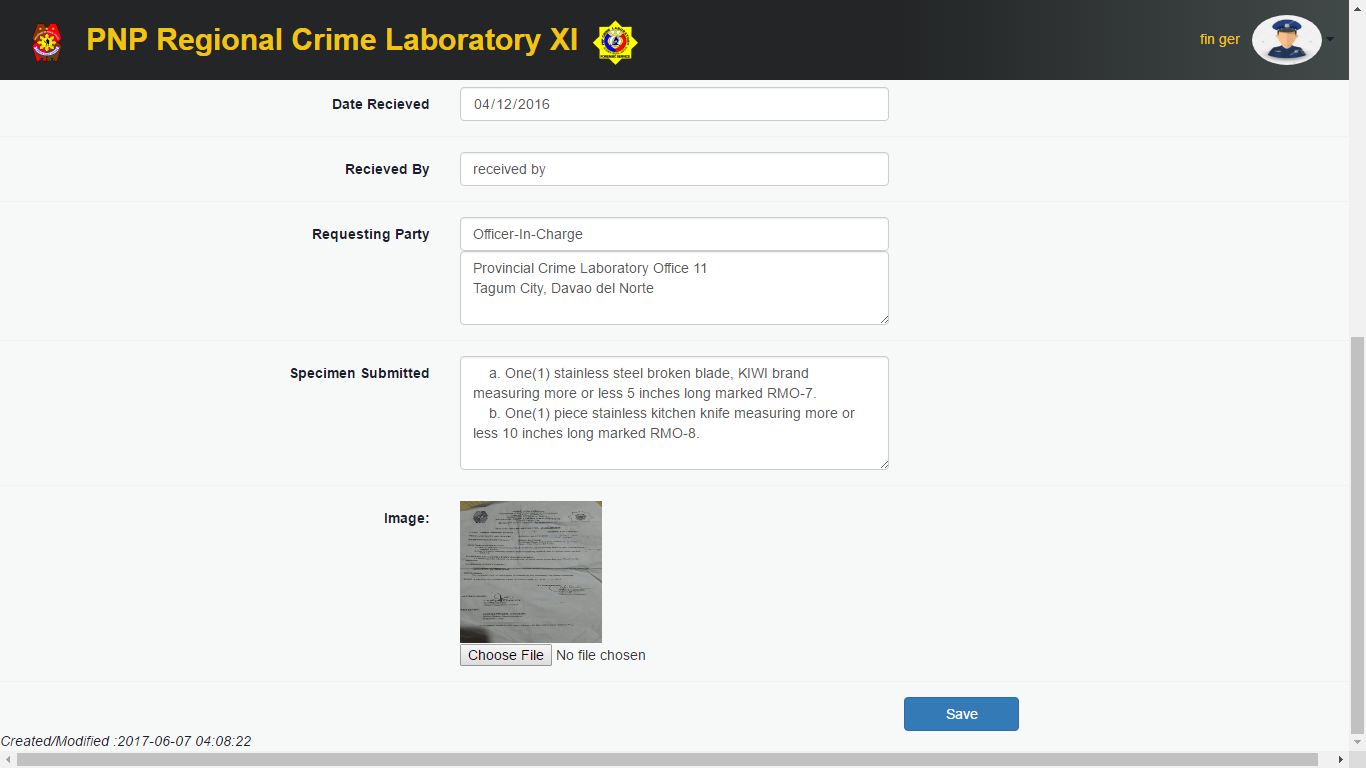 PNP Regional Crime Laboratory XI
fin ger
Date Recieved
04/12/2016
Recieved By
received by
Requesting Party
Officer-In-Charge
Provincial Crime Laboratory Office 11
Tagum City, Davao del Norte
Specimen Submitted
a. One(1) stainless steel broken blade, KIWI brand
measuring more or less 5 inches long marked RMO-7.
b. One(1) piece stainless kitchen knife measuring more or
less 10 inches long marked RMO-8.
Image:
Choose File No file chosen
Save
Created/Modified :2017-06-07 04:08:22